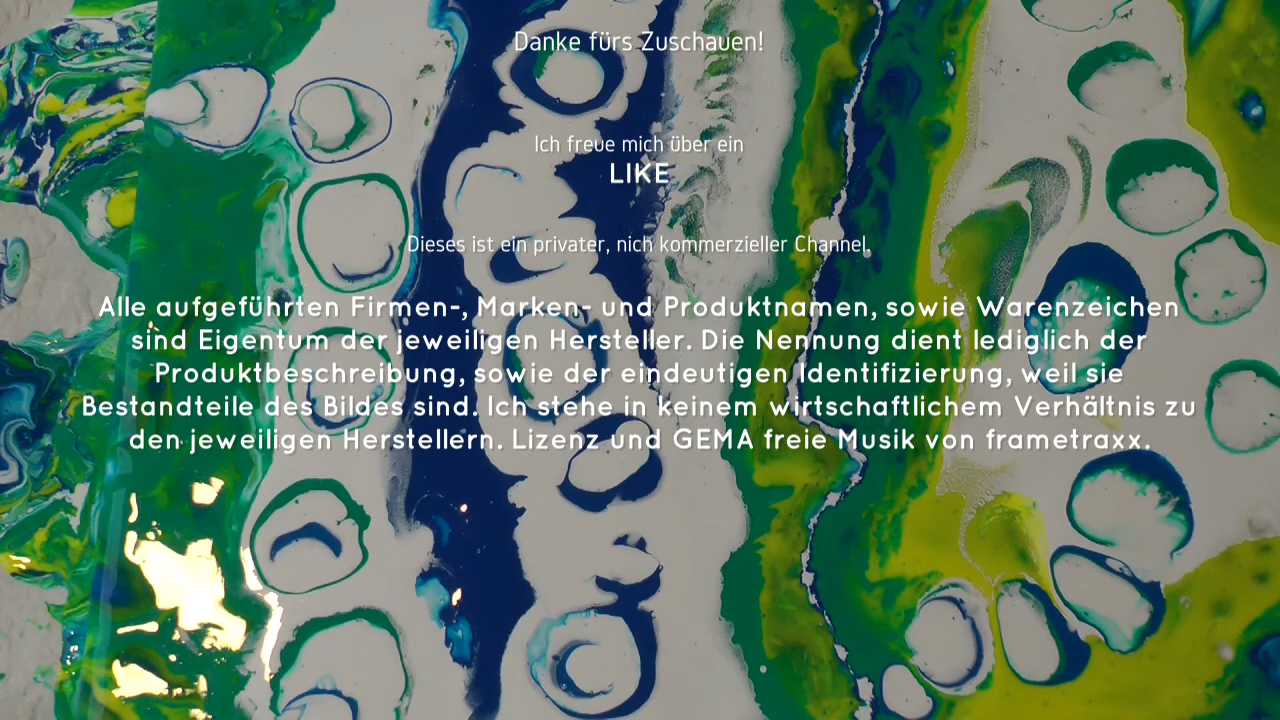 Danke fürs Zuschauen!
Ich freue mich über ein
LIKE
Dieses ist ein privater, nich kommerzieller Channel.
Alle aufgeführten Firmen-, Marken- und Produktnamen, sowie Warenzeichen
sind Eigentum der jeweiligen Hersteller. Die Nennung dient lediglich der
Produktbeschreibung, sowie der eindeutigen Identifizierung, weil sie
Bestandteile des Bildes sind. Ich stehe in keinem wirtschaftlichem Verhältnis zu
den jeweiligen Herstellern. Lizenz und GEMA freie Musik von frametraxx.